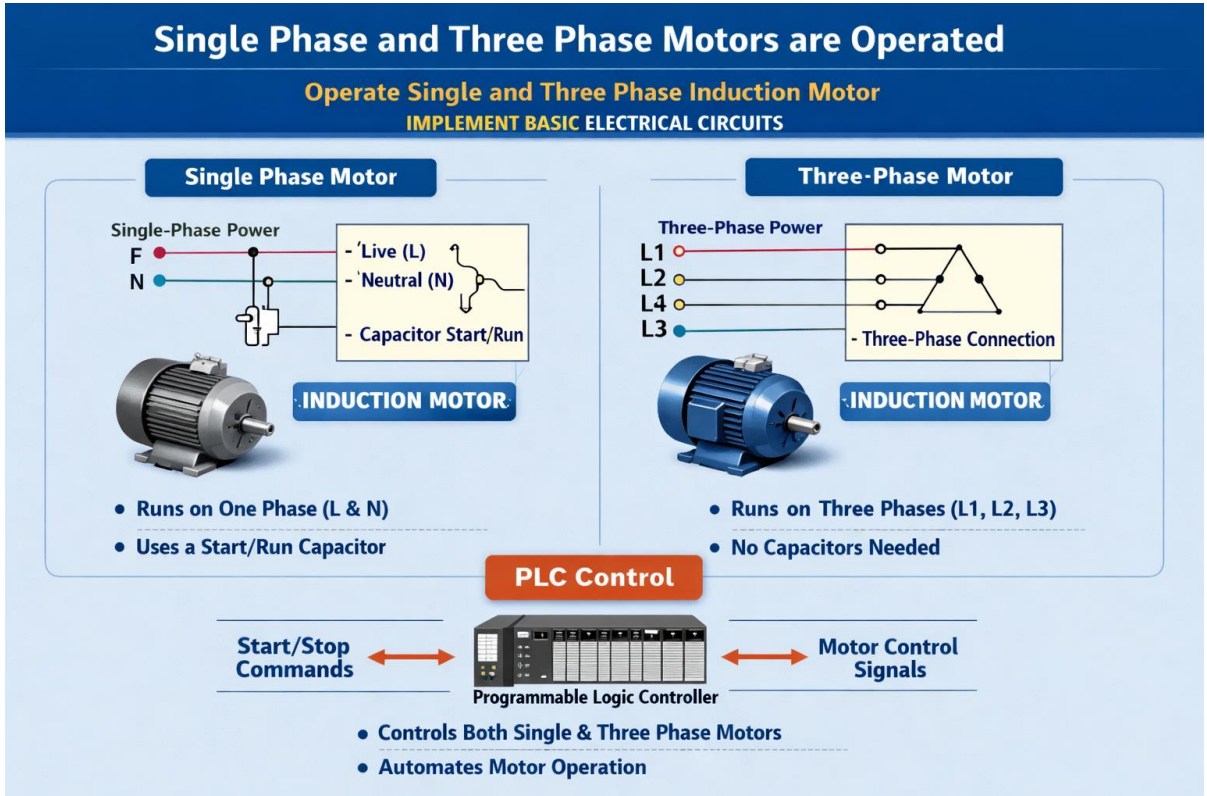 Single Phase and Three Phase Motors are Operated
Operate Single and Three Phase Induction Motor
IMPLEMENT BASIC ELECTRICAL CIRCUITS
Single Phase Motor
Single-Phase Power
F
N
- 'Live (L)
- 'Neutral (N)
- Capacitor Start/Run
INDUCTION MOTOR
• Runs on One Phase (L & N)
• Uses a Start/Run Capacitor
Three-Phase Motor
Three-Phase Power
L1
L2
L4
L3
- Three-Phase Connection
INDUCTION MOTOR
• Runs on Three Phases (L1, L2, L3)
• No Capacitors Needed
PLC Control
Start/Stop
Commands
Programmable Logic Controller
Motor Control
Signals
• Controls Both Single & Three Phase Motors
• Automates Motor Operation